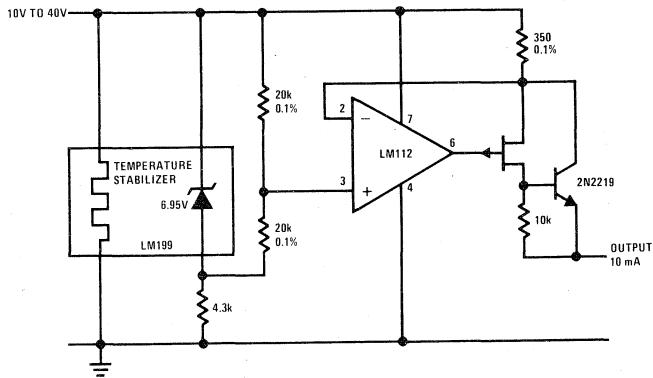 10V TO 40V
350
0.1%
20k
0.1%
2
7
6
LM112
TEMPERATURE
STABILIZER
6.95V
3
4
2N2219
LM199
20k
0.1%
10k
OUTPUT
10 mA
4.3k